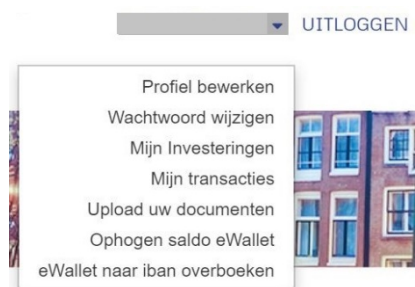 UITLOGGEN
Profiel bewerken
Wachtwoord wijzigen
Mijn Investeringen
Mijn transacties
Upload uw documenten
Ophogen saldo eWallet
eWallet naar iban overboeken